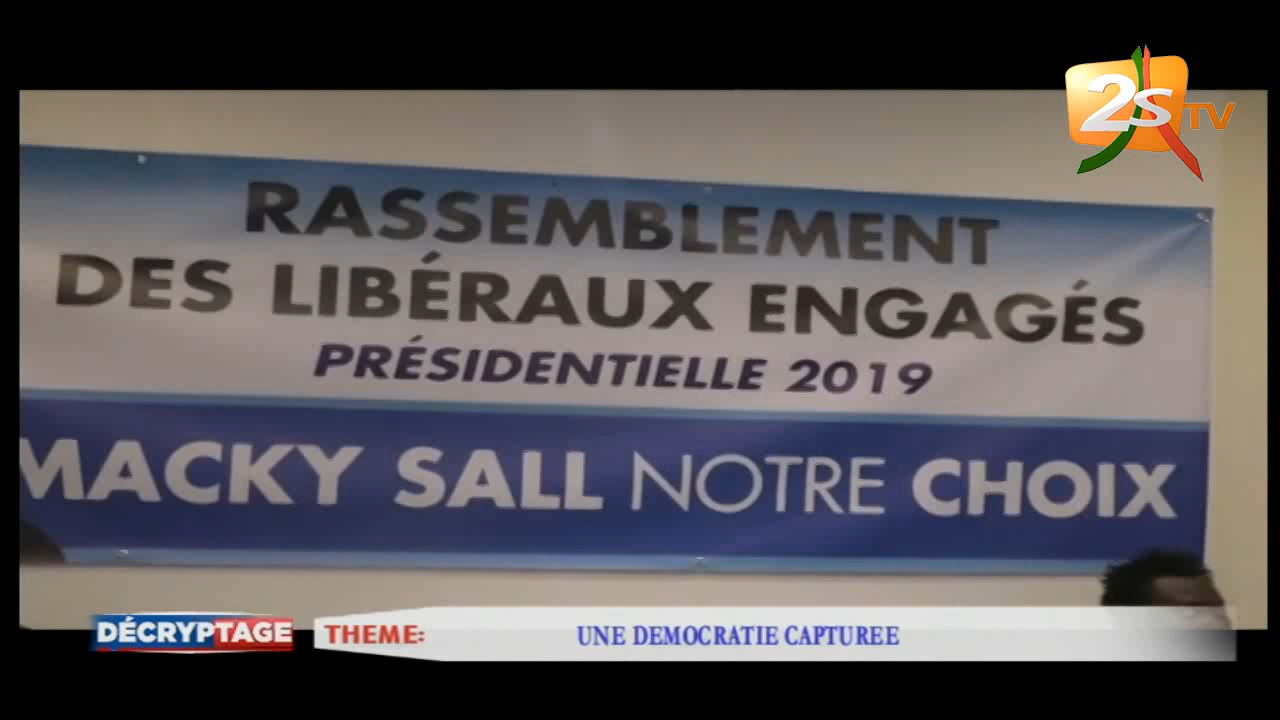 2s TV
RASSEMBLEMENT
DES LIBÉRAUX ENGAGÉS
PRÉSIDENTIELLE 2019
MACKY SALL NOTRE CHOIX
DÉCRYPTAGE THEME: UNE DEMOCRATIE CAPTUREE